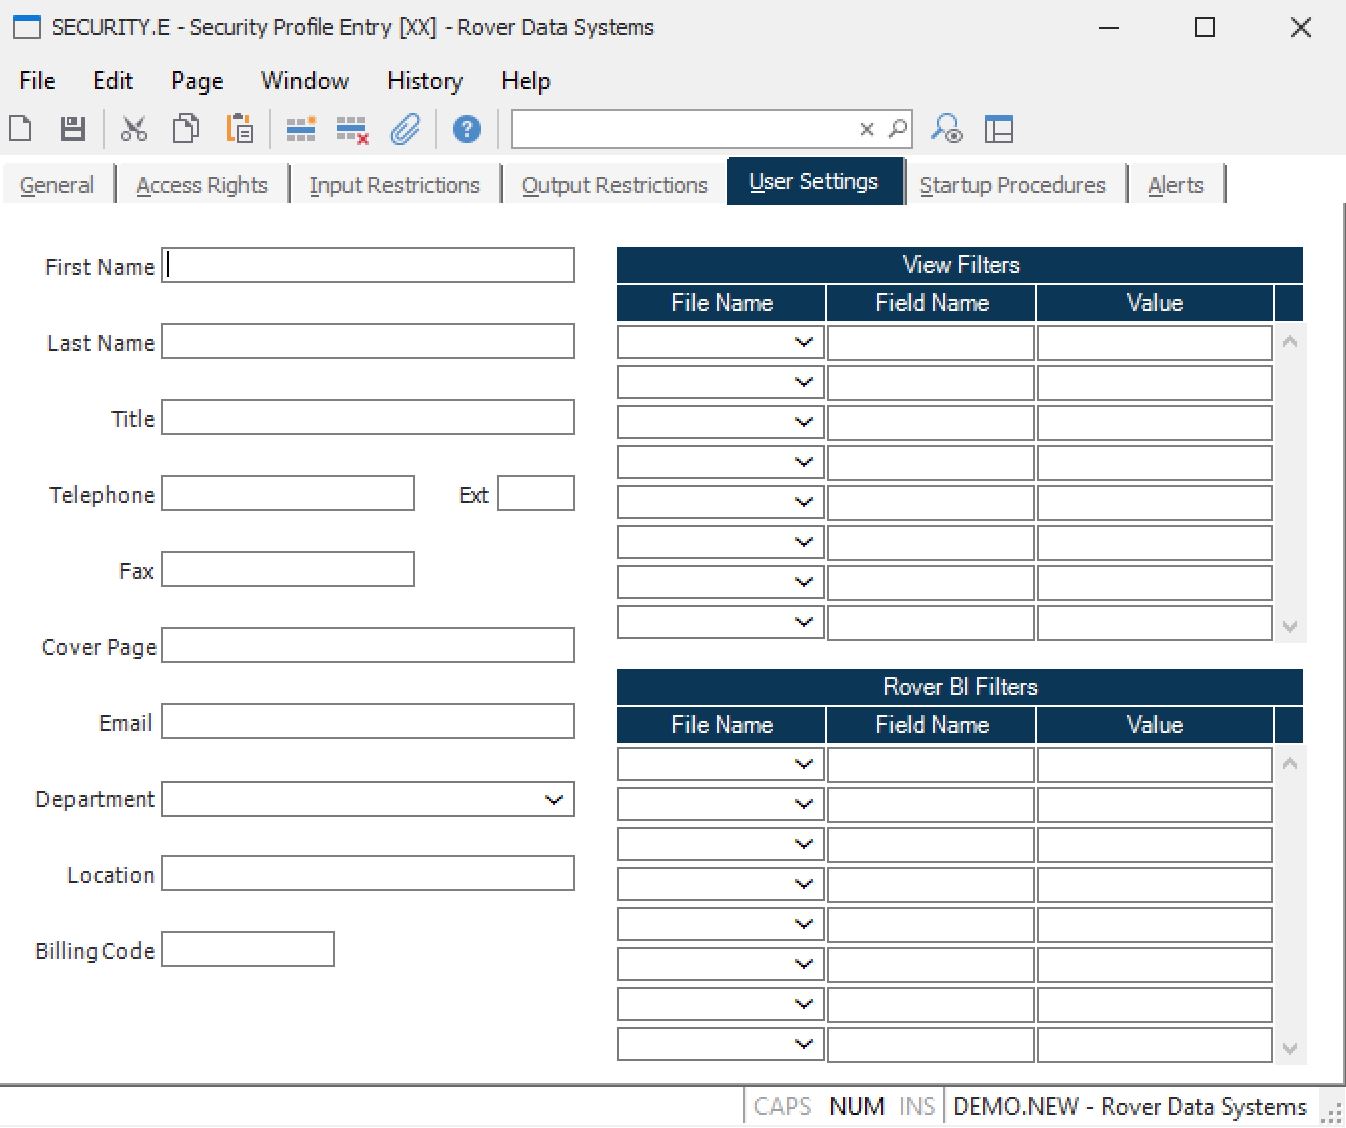 SECURITY.E - Security Profile Entry [XX] - Rover Data Systems
File Edit Page Window History Help
General Access Rights Input Restrictions Output Restrictions User Settings Startup Procedures Alerts
First Name
Last Name
Title
Telephone Ext
Fax
Cover Page
Email
Department
Location
Billing Code
View Filters
File Name Field Name Value
Rover BI Filters
File Name Field Name Value
CAPS NUM INS DEMO.NEW - Rover Data Systems